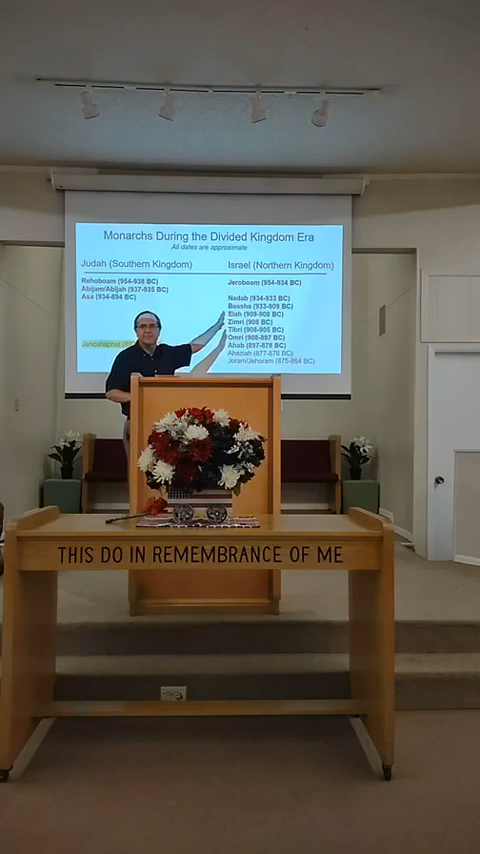 Monarchs During the Divided Kingdom Era
All dates are approximate
Judah (Southern Kingdom)
Rehoboam (954-938 BC)
Abijam/Abijah (937-935 BC)
Asa (934-894 BC)
Jehoshaphat
Israel (Northern Kingdom)
Jeroboam (954-934 BC)
Nadab (934-933 BC)
Baasha (933-909 BC)
Elah (909-908 BC)
Zimri (908 BC)
Tibri (908-905 BC)
Omri (908-897 BC)
Ahab (897-878 BC)
Ahaziah (877-876 BC)
Joram/Jehoram (875-864 BC)
THIS DO IN REMEMBRANCE OF ME